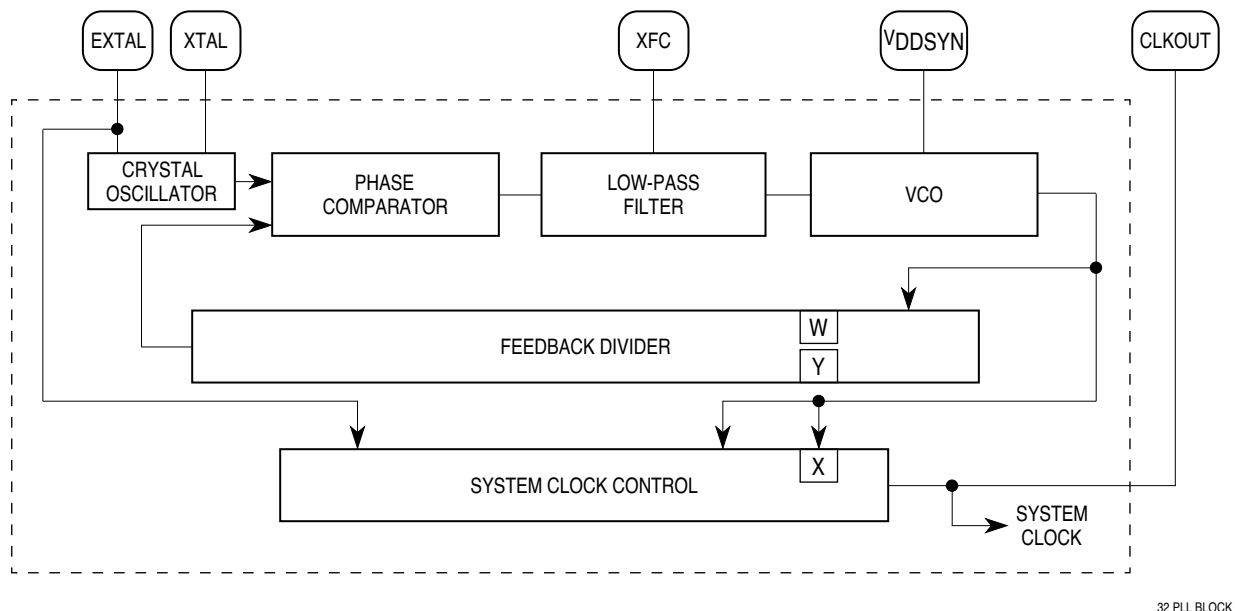 EXTAL
XTAL
XFC
VDDSYN
CLKOUT
CRYSTAL
OSCILLATOR
PHASE
COMPARATOR
LOW-PASS
FILTER
VCO
FEEDBACK DIVIDER
W
Y
SYSTEM CLOCK CONTROL
X
SYSTEM
CLOCK
32 PLL BLOCK